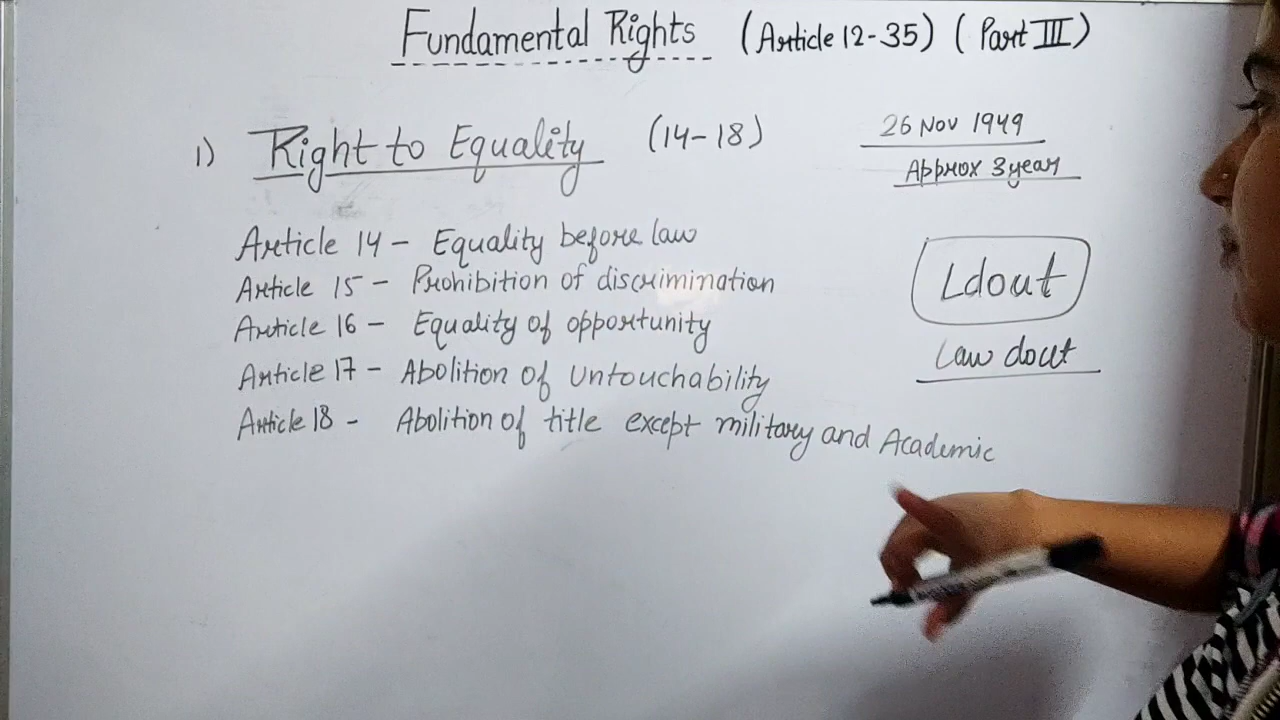 Fundamental Rights (Article 12-35) (Part III)
1) Right to Equality (14-18)
26 Nov 1949
Approx 3 year
Article 14 - Equality before law
Article 15 - Prohibition of discrimination
Article 16 - Equality of opportunity
Article 17 - Abolition of Untouchability
Article 18 - Abolition of title except military and Academic
Ldout
Law dout